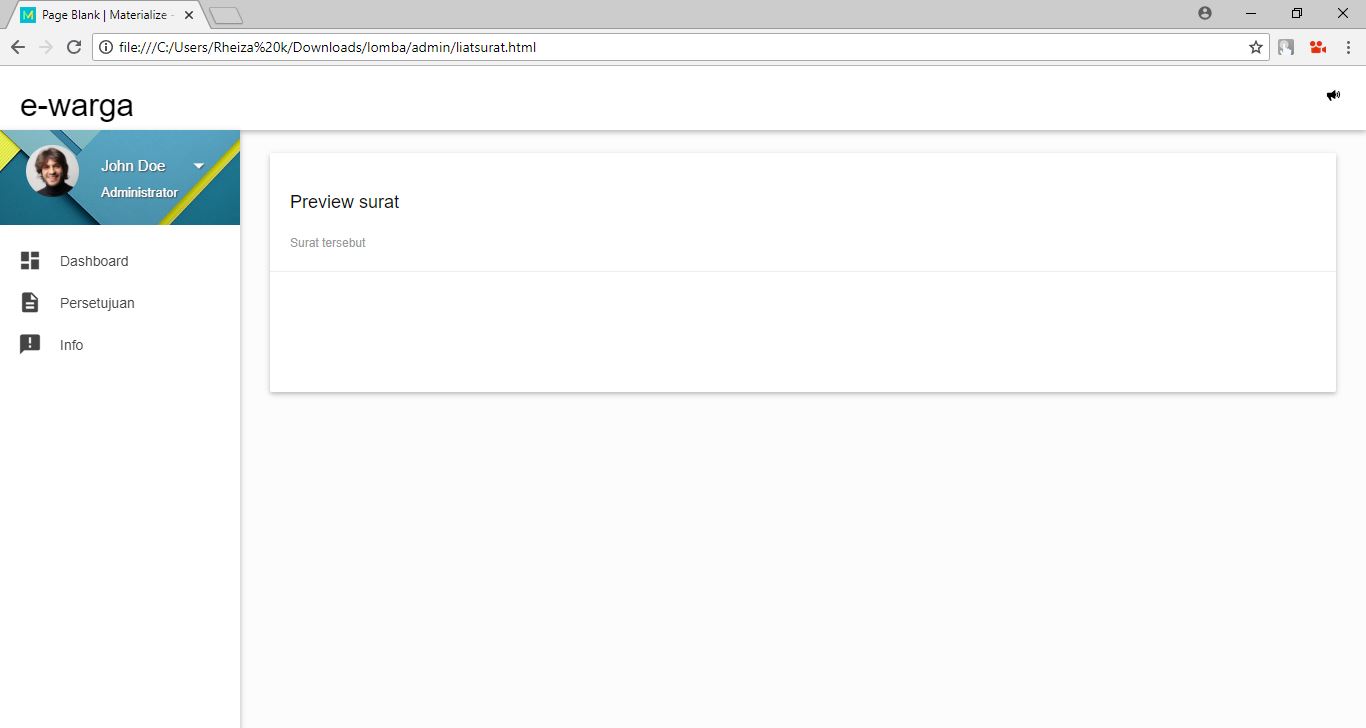 M Page Blank | Materialize -
file:///C:/Users/Rheiza%20k/Downloads/lomba/admin/liatsurat.html
e-warga
John Doe
Administrator
Dashboard
Persetujuan
Info
Preview surat
Surat tersebut